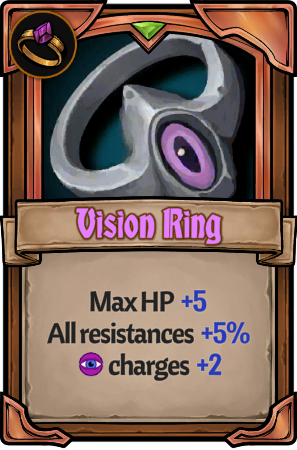 Vision Ring
Max HP +5
All resistances +5%
charges +2